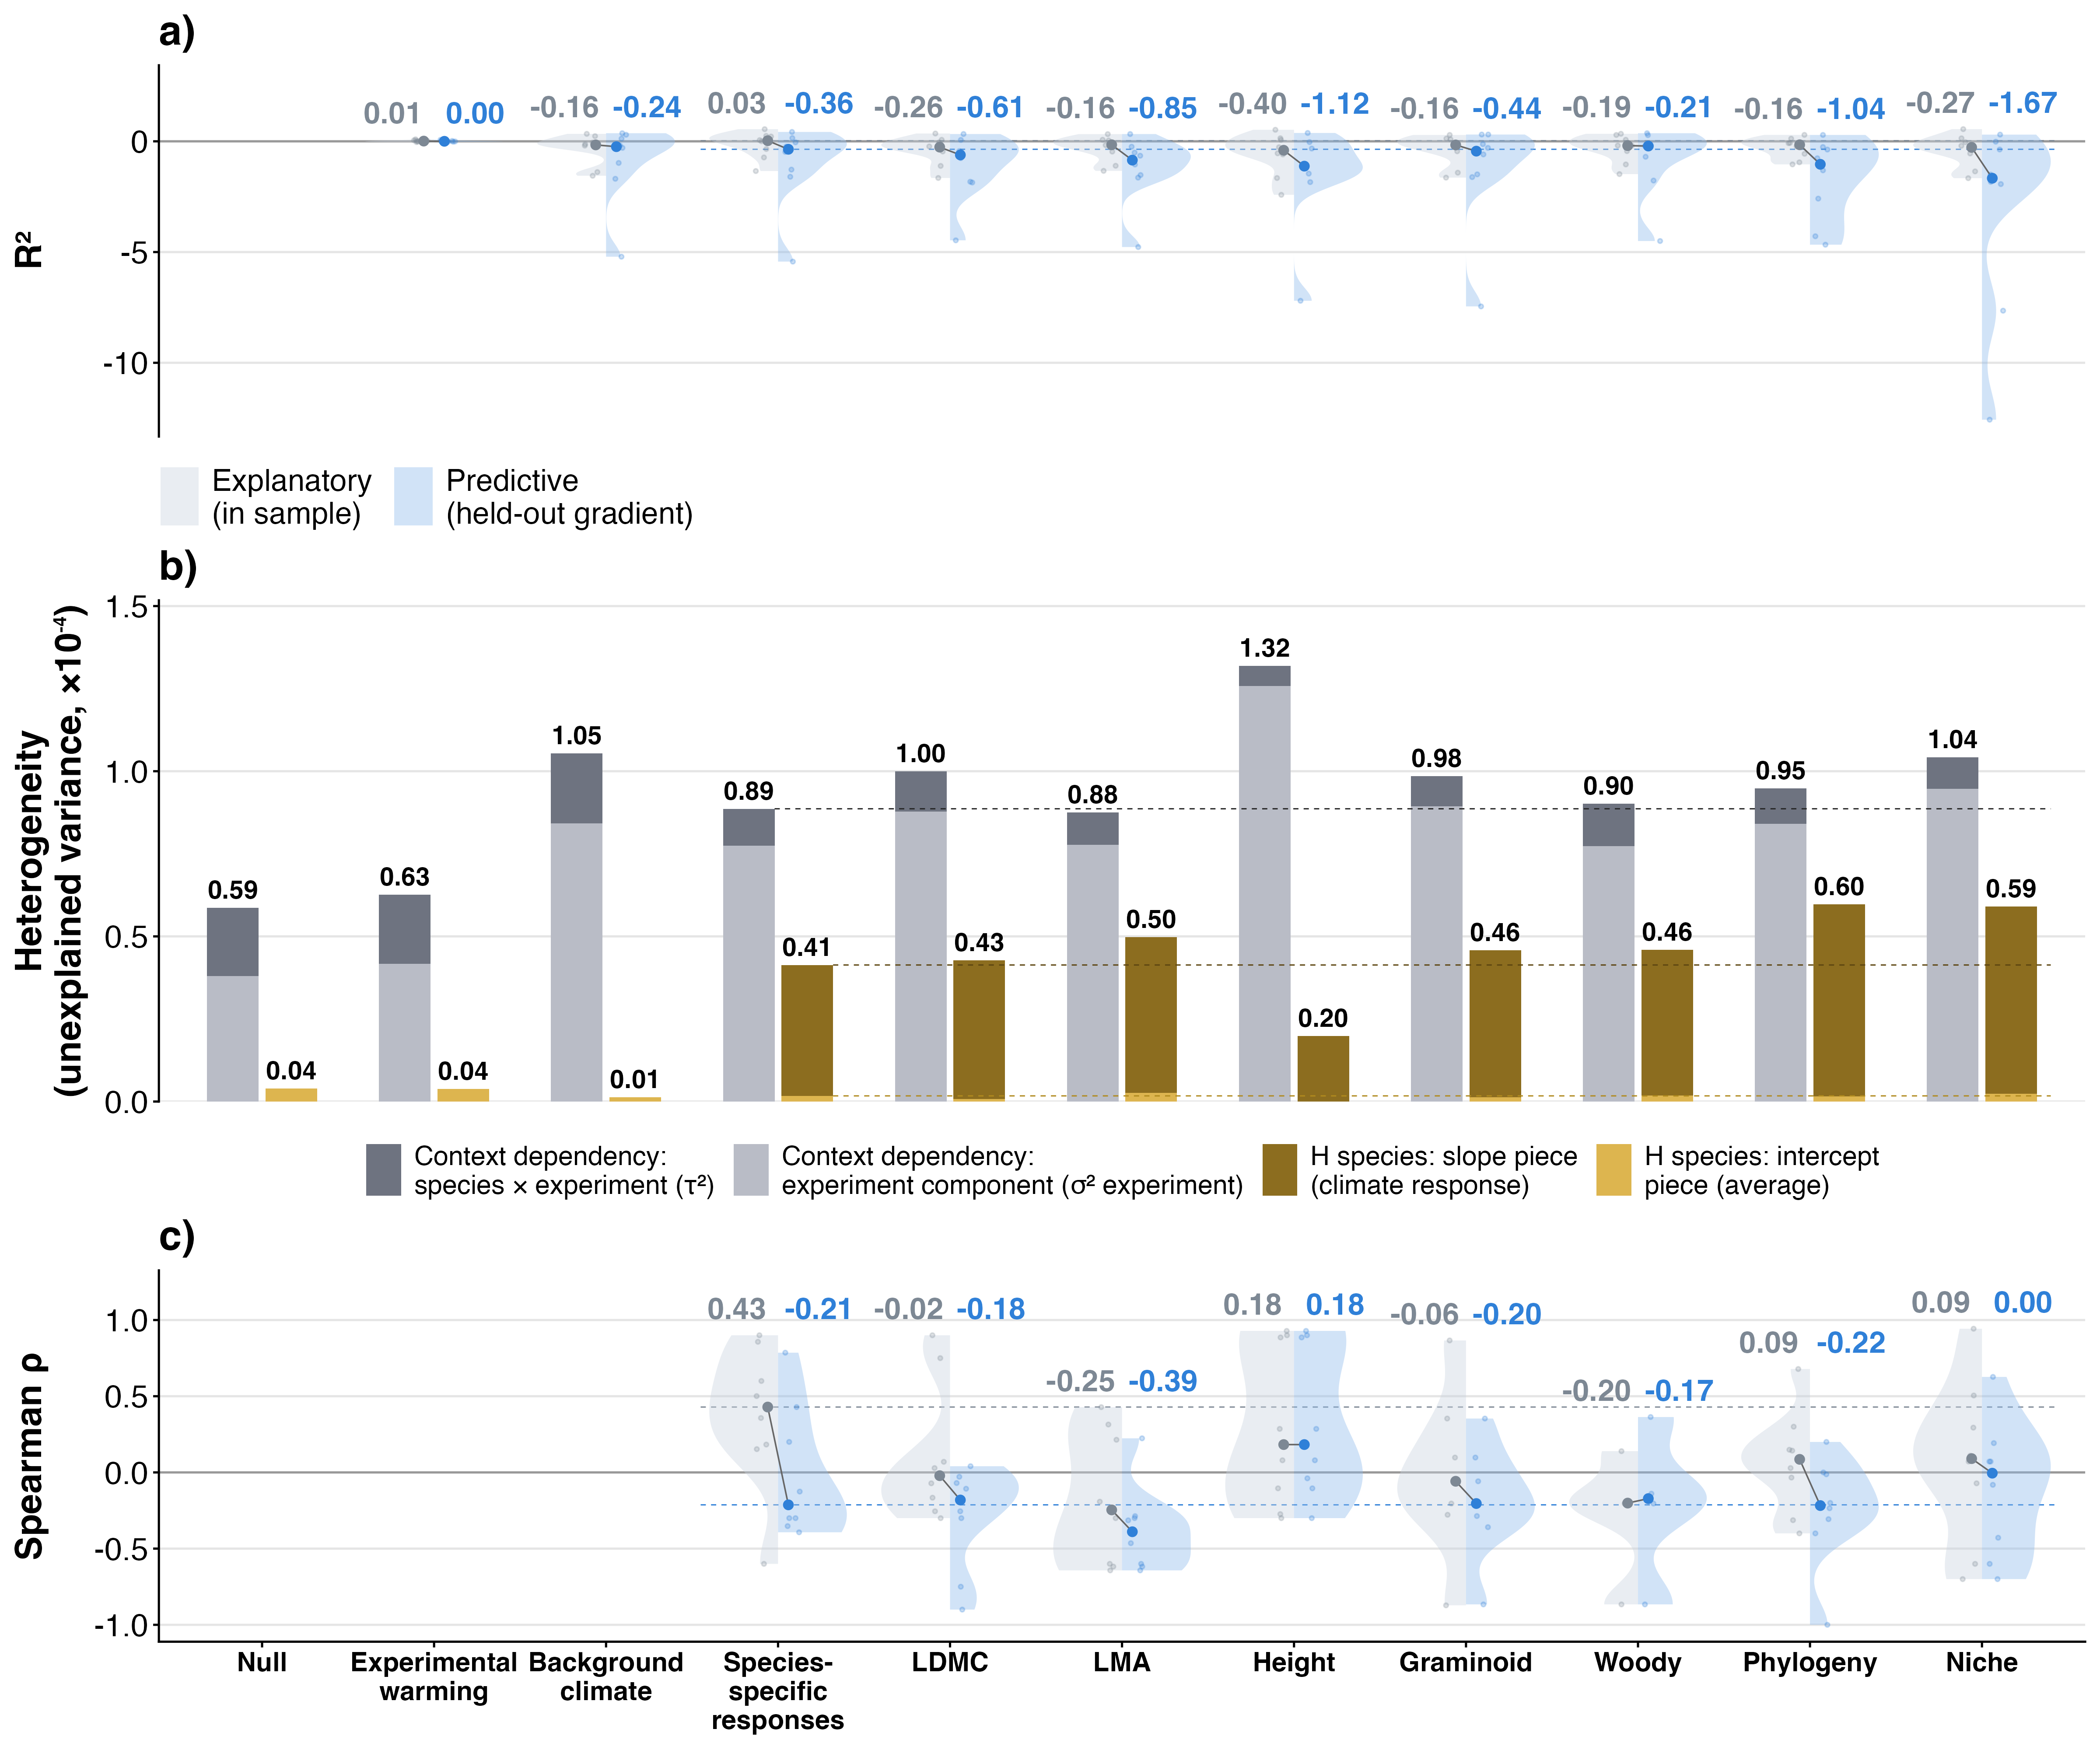 a)
0.01 0.00 -0.16 -0.24 0.03 -0.36 -0.26 -0.61 -0.16 -0.85 -0.40 -1.12 -0.16 -0.44 -0.19 -0.21 -0.16 -1.04 -0.27 -1.67
0
-5
-10
R²
Explanatory
(in sample)
Predictive
(held-out gradient)
b)
1.5
1.0
0.5
0.0
Heterogeneity
(unexplained variance, ×10⁻⁴)
0.59 0.04
0.63 0.04
1.05 0.01
0.89 0.41
1.00 0.43
0.88 0.50
1.32 0.20
0.98 0.46
0.90 0.46
0.95 0.60
1.04 0.59
Context dependency:
species × experiment (τ²)
Context dependency:
experiment component (σ² experiment)
H species: slope piece
(climate response)
H species: intercept
piece (average)
c)
1.0
0.5
0.0
-0.5
-1.0
Spearman ρ
0.43 -0.21 -0.02 -0.18 -0.25 -0.39 0.18 0.18 -0.06 -0.20 -0.20 -0.17 0.09 -0.22 0.09 0.00
Null
Experimental
warming
Background
climate
Species-
specific
responses
LDMC
LMA
Height
Graminoid
Woody
Phylogeny
Niche